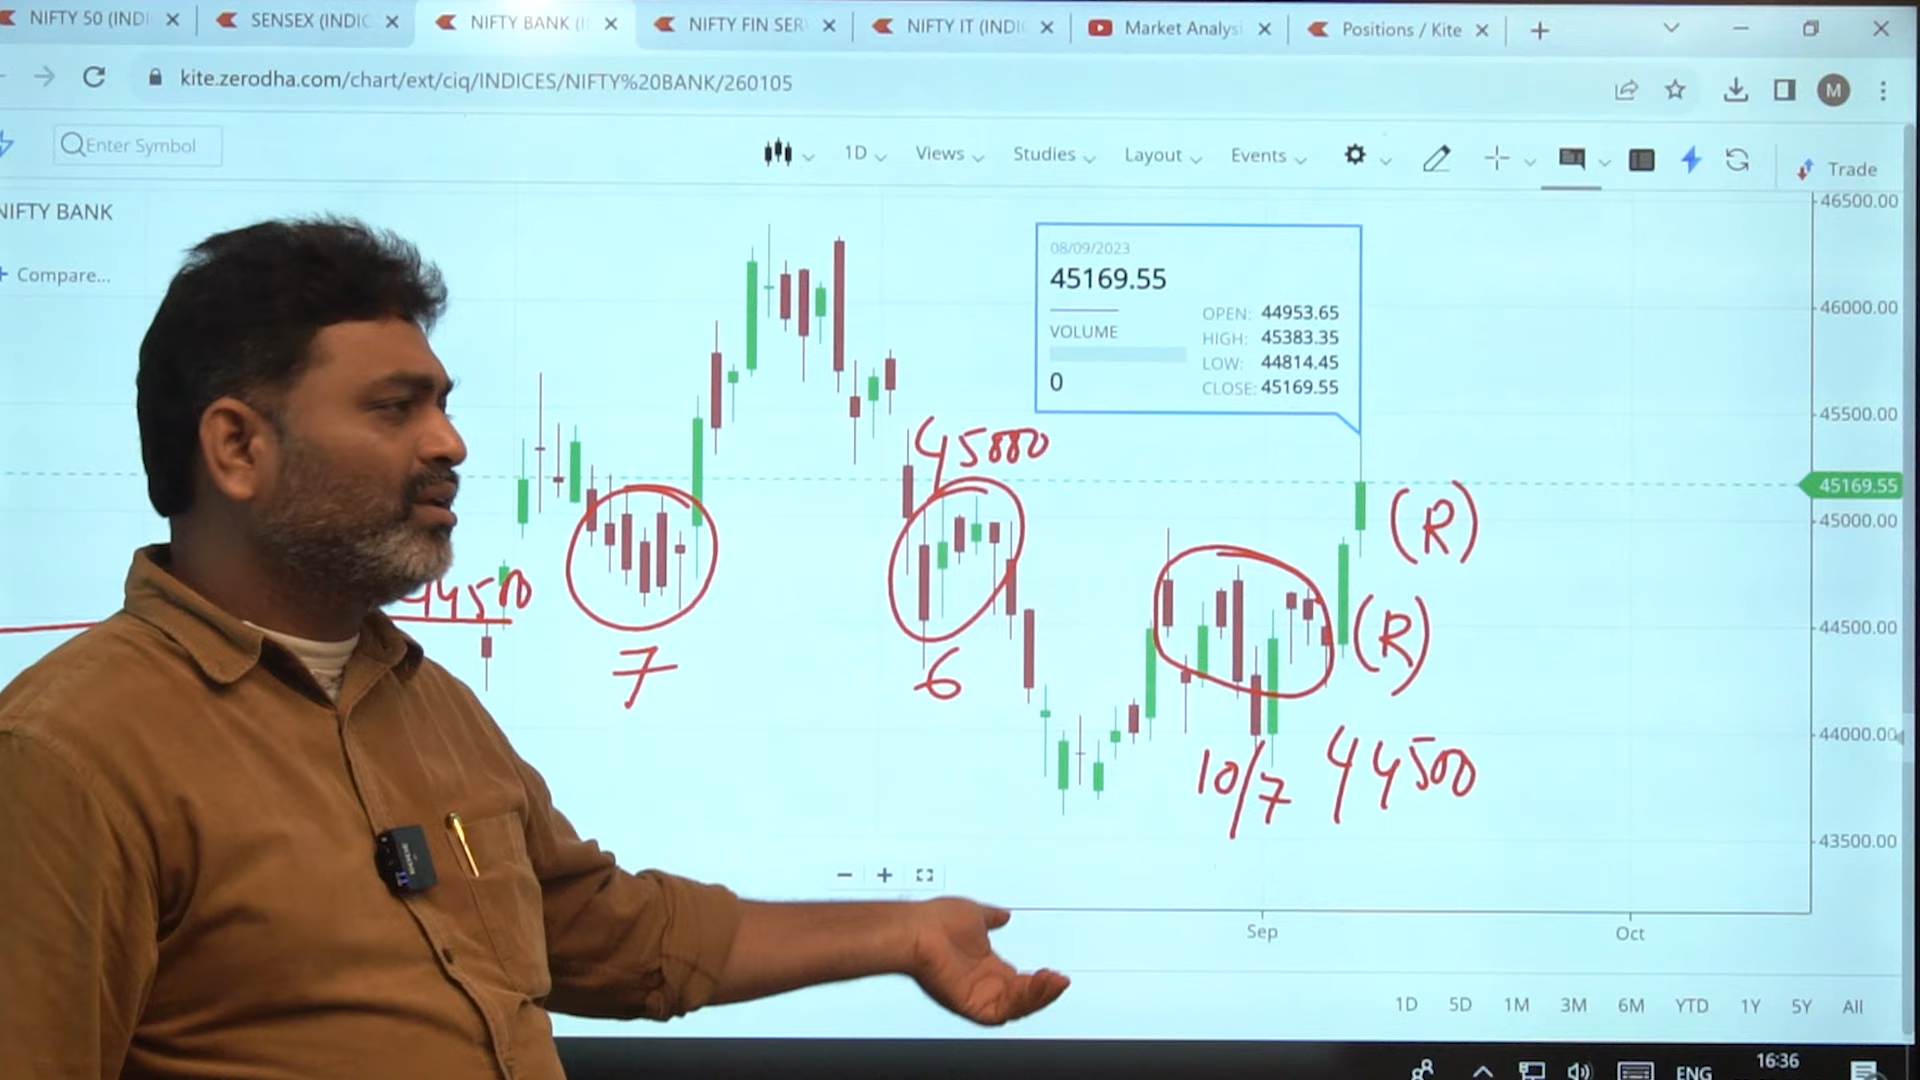 NIFTY 50 (INDI
SENSEX (INDIC
NIFTY BANK (I
NIFTY FIN SER
NIFTY IT (INDI
Market Analysi
Positions / Kite
kite.zerodha.com/chart/ext/ciq/INDICES/NIFTY%20BANK/260105
M
Enter Symbol
1D
Views
Studies
Layout
Events
Trade
NIFTY BANK
+ Compare...
08/09/2023
45169.55
VOLUME
0
OPEN: 44953.65
HIGH: 45383.35
LOW: 44814.45
CLOSE: 45169.55
46500.00
46000.00
45500.00
45169.55
45000.00
44500.00
44000.00
43500.00
45000
44500
7
6
(R)
(R)
10/7
44500
Sep
Oct
1D 5D 1M 3M 6M YTD 1Y 5Y All
ENG
16:36